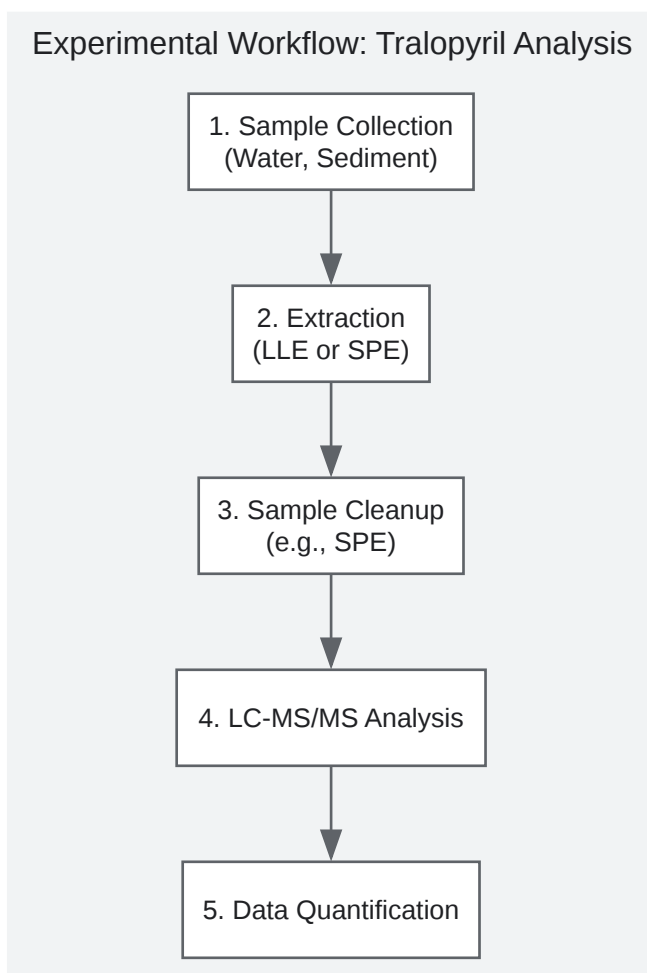 Experimental Workflow: Tralopyril Analysis
1. Sample Collection
(Water, Sediment)
2. Extraction
(LLE or SPE)
3. Sample Cleanup
(e.g., SPE)
4. LC-MS/MS Analysis
5. Data Quantification